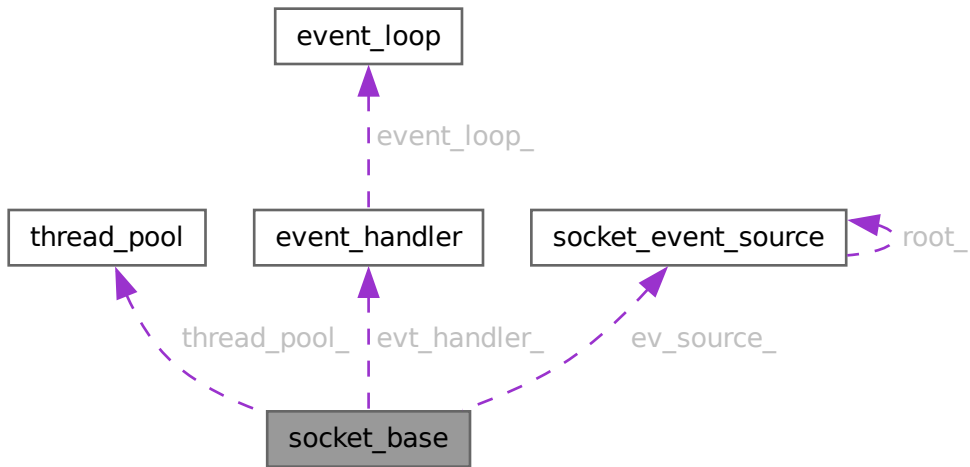 event_loop
event_loop_
thread_pool
event_handler
socket_event_source
root_
thread_pool_
evt_handler_
ev_source_
socket_base